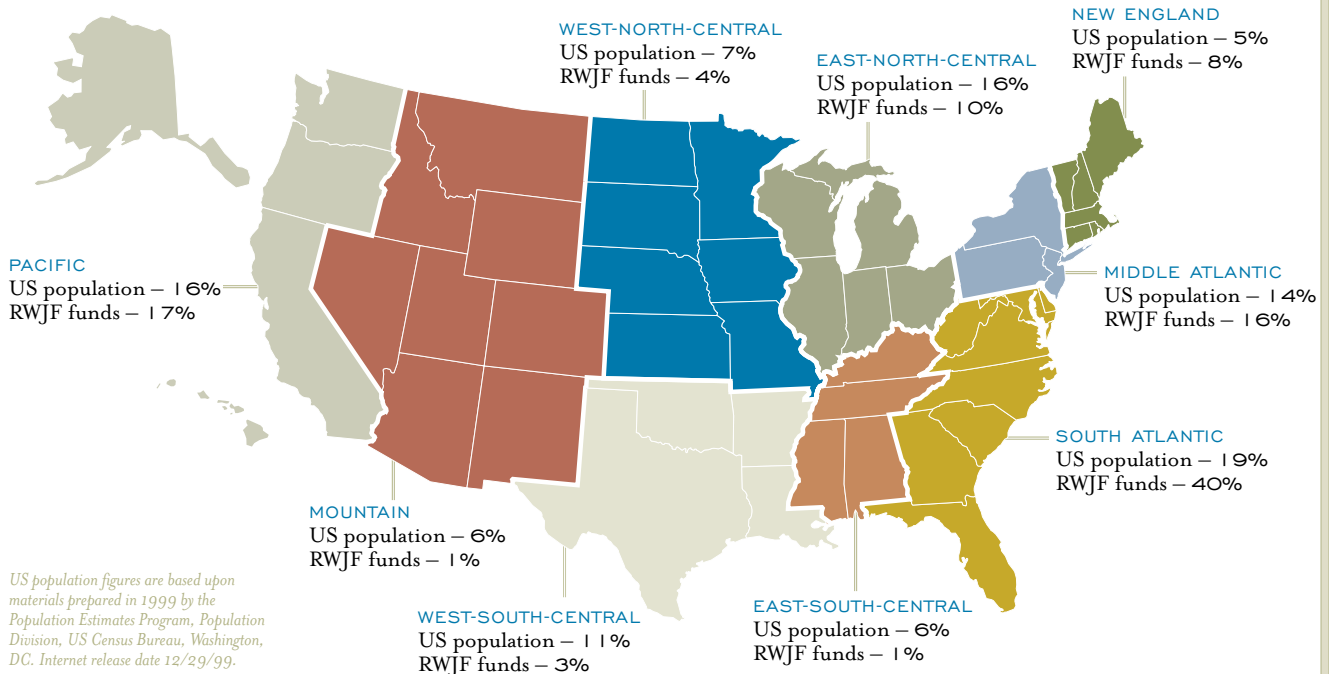 WEST-NORTH-CENTRAL
US population – 7%
RWJF funds – 4%
EAST-NORTH-CENTRAL
US population – 16%
RWJF funds – 10%
NEW ENGLAND
US population – 5%
RWJF funds – 8%
PACIFIC
US population – 16%
RWJF funds – 17%
MIDDLE ATLANTIC
US population – 14%
RWJF funds – 16%
SOUTH ATLANTIC
US population – 19%
RWJF funds – 40%
MOUNTAIN
US population – 6%
RWJF funds – 1%
WEST-SOUTH-CENTRAL
US population – 11%
RWJF funds – 3%
EAST-SOUTH-CENTRAL
US population – 6%
RWJF funds – 1%
US population figures are based upon
materials prepared in 1999 by the
Population Estimates Program, Population
Division, US Census Bureau, Washington,
DC. Internet release date 12/29/99.